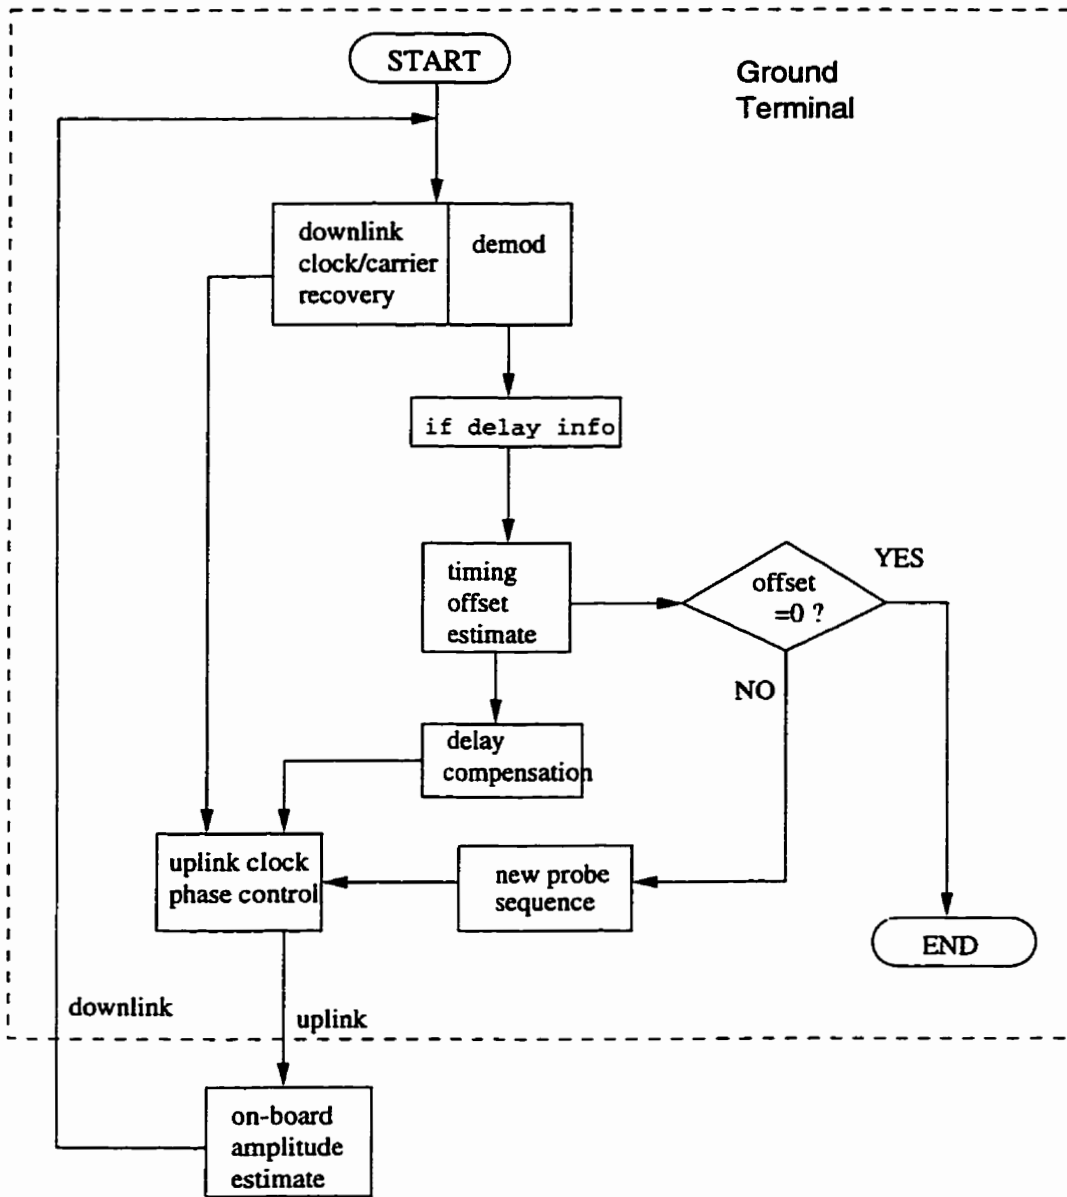 START
Ground
Terminal
downlink
clock/carrier
recovery
demod
if delay info
timing
offset
estimate
offset
=0 ?
YES
NO
delay
compensation
uplink clock
phase control
new probe
sequence
END
downlink
uplink
on-board
amplitude
estimate